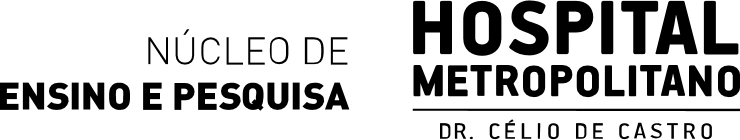 NÚCLEO DE
ENSINO E PESQUISA
HOSPITAL
METROPOLITANO
DR. CÉLIO DE CASTRO